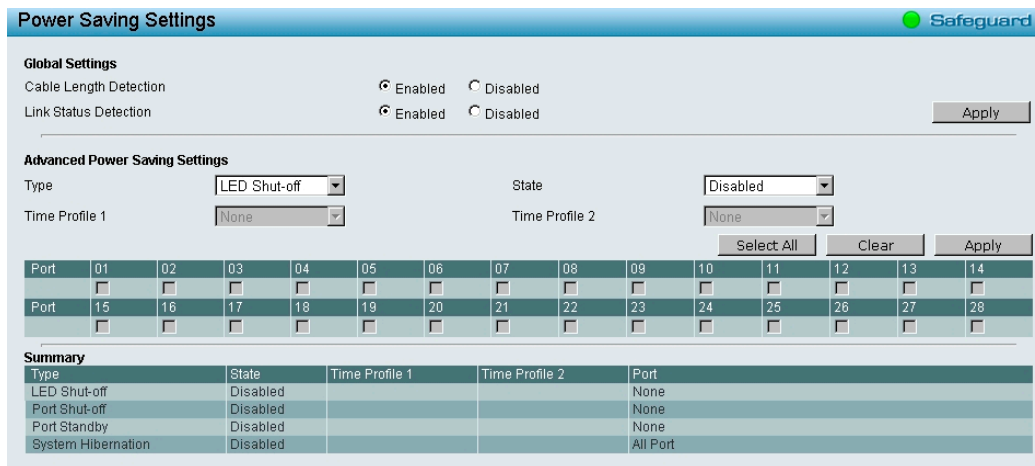 Power Saving Settings Safeguard
Global Settings
Cable Length Detection Enabled Disabled
Link Status Detection Enabled Disabled Apply
Advanced Power Saving Settings
Type LED Shut-off State Disabled
Time Profile 1 None Time Profile 2 None
Select All Clear Apply
Port 01 02 03 04 05 06 07 08 09 10 11 12 13 14
Port 15 16 17 18 19 20 21 22 23 24 25 26 27 28
Summary
Type State Time Profile 1 Time Profile 2 Port
LED Shut-off Disabled None
Port Shut-off Disabled None
Port Standby Disabled None
System Hibernation Disabled All Port